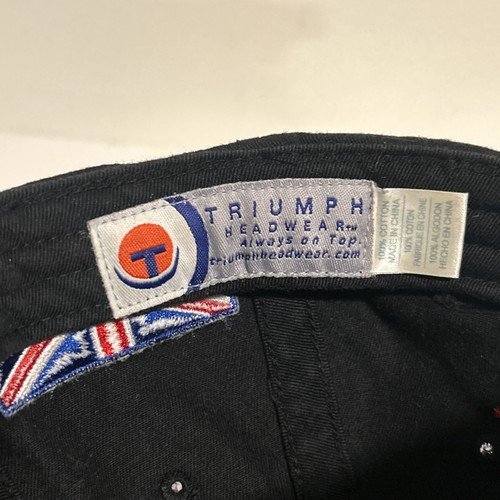 T
TRIUMPH
HEADWEAR™
Always on Top.
triumphheadwear.com
100% COTTON
MADE IN CHINA
100% COTON
FABRIQUÉ EN CHINE
100% ALGODON
HECHO EN CHINA